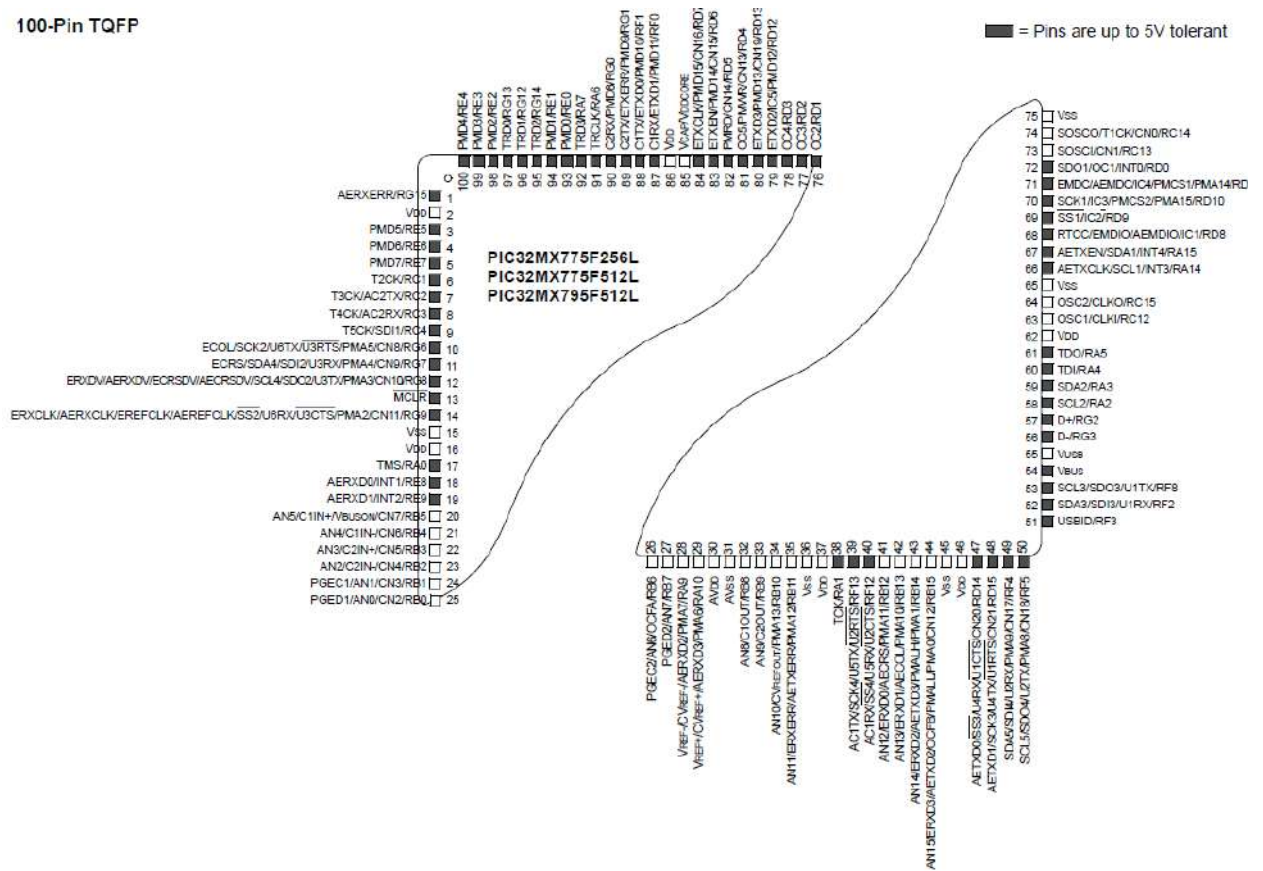 100-Pin TQFP
= Pins are up to 5V tolerant
100 PMD4/RE4
99 PMD3/RE3
98 PMD2/RE2
97 TRD0/RG13
96 TRD1/RG12
95 TRD2/RG14
94 PMD1/RE1
93 PMD0/RE0
92 TRD3/RA7
91 TRCLK/RA6
90 C2RX/PMD8/RG0
89 C2TX/ETXERR/PMD9/RG1
88 C1TX/ETXD0/PMD10/RF1
87 C1RX/ETXD1/PMD11/RF0
86 VDD
85 VCAP/VDDCORE
84 ETXCLK/PMD15/CN16/RD7
83 ETXEN/PMD14/CN15/RD6
82 PMRD/CN14/RD5
81 OC5/PMWR/CN13/RD4
80 ETXD3/PMD13/CN19/RD13
79 ETXD2/IC5/PMD12/RD12
78 OC4/RD3
77 OC3/RD2
76 OC2/RD1
AERXERR/RG15 1
VDD 2
PMD5/RE5 3
PMD6/RE6 4
PMD7/RE7 5
T2CK/RC1 6
T3CK/AC2TX/RC2 7
T4CK/AC2RX/RC3 8
T5CK/SDI1/RC4 9
ECOL/SCK2/U6TX/U3RTS/PMA5/CN8/RG6 10
ECRS/SDA4/SDI2/U3RX/PMA4/CN9/RG7 11
ERXDV/AERXDV/ECRSDV/AECRSDV/SCL4/SDO2/U3TX/PMA3/CN10/RG8 12
MCLR 13
ERXCLK/AERXCLK/EREFCLK/AEREFCLK/SS2/U6RX/U3CTS/PMA2/CN11/RG9 14
VSS 15
VDD 16
TMS/RA0 17
AERXD0/INT1/RE8 18
AERXD1/INT2/RE9 19
AN5/C1IN+/VBUSON/CN7/RB5 20
AN4/C1IN-/CN6/RB4 21
AN3/C2IN+/CN5/RB3 22
AN2/C2IN-/CN4/RB2 23
PGEC1/AN1/CN3/RB1 24
PGED1/AN0/CN2/RB0 25
PIC32MX775F256L
PIC32MX775F512L
PIC32MX795F512L
75 VSS
74 SOSCO/T1CK/CN0/RC14
73 SOSCI/CN1/RC13
72 SDO1/OC1/INT0/RD0
71 EMDC/AEMDC/IC4/PMCS1/PMA14/RD
70 SCK1/IC3/PMCS2/PMA15/RD10
69 SS1/IC2/RD9
68 RTCC/EMDIO/AEMDIO/IC1/RD8
67 AETXEN/SDA1/INT4/RA15
66 AETXCLK/SCL1/INT3/RA14
65 VSS
64 OSC2/CLKO/RC15
63 OSC1/CLKI/RC12
62 VDD
61 TDO/RA5
60 TDI/RA4
59 SDA2/RA3
58 SCL2/RA2
57 D+/RG2
56 D-/RG3
55 VUSB
54 VBUS
53 SCL3/SDO3/U1TX/RF8
52 SDA3/SDI3/U1RX/RF2
51 USBID/RF3
26 PGEC2/AN6/OCFA/RB6
27 PGED2/AN7/RB7
28 VREF-/CVREF-/AERXD2/PMA7/RA9
29 VREF+/CVREF+/AERXD3/PMA6/RA10
30 AVDD
31 AVSS
32 AN8/C1OUT/RB8
33 AN9/C2OUT/RB9
34 AN10/CVREFOUT/PMA13/RB10
35 AN11/ERXERR/AETXERR/PMA12/RB11
36 VSS
37 VDD
38 TCK/RA1
39 AC1TX/SCK4/U5TX/U2RTS/RF13
40 AC1RX/SS4/U5RX/U2CTS/RF12
41 AN12/ERXD0/AECRS/PMA11/RB12
42 AN13/ERXD1/AECOL/PMA10/RB13
43 AN14/ERXD2/AETXD3/PMALH/PMA1/RB14
44 AN15/ERXD3/AETXD2/OCFB/PMALL/PMA0/CN12/RB15
45 VSS
46 VDD
47 AETXD0/SS3/U4RX/U1CTS/CN20/RD14
48 AETXD1/SCK3/U4TX/U1RTS/CN21/RD15
49 SDA5/SDI4/U2RX/PMA9/CN17/RF4
50 SCL5/SDO4/U2TX/PMA8/CN18/RF5